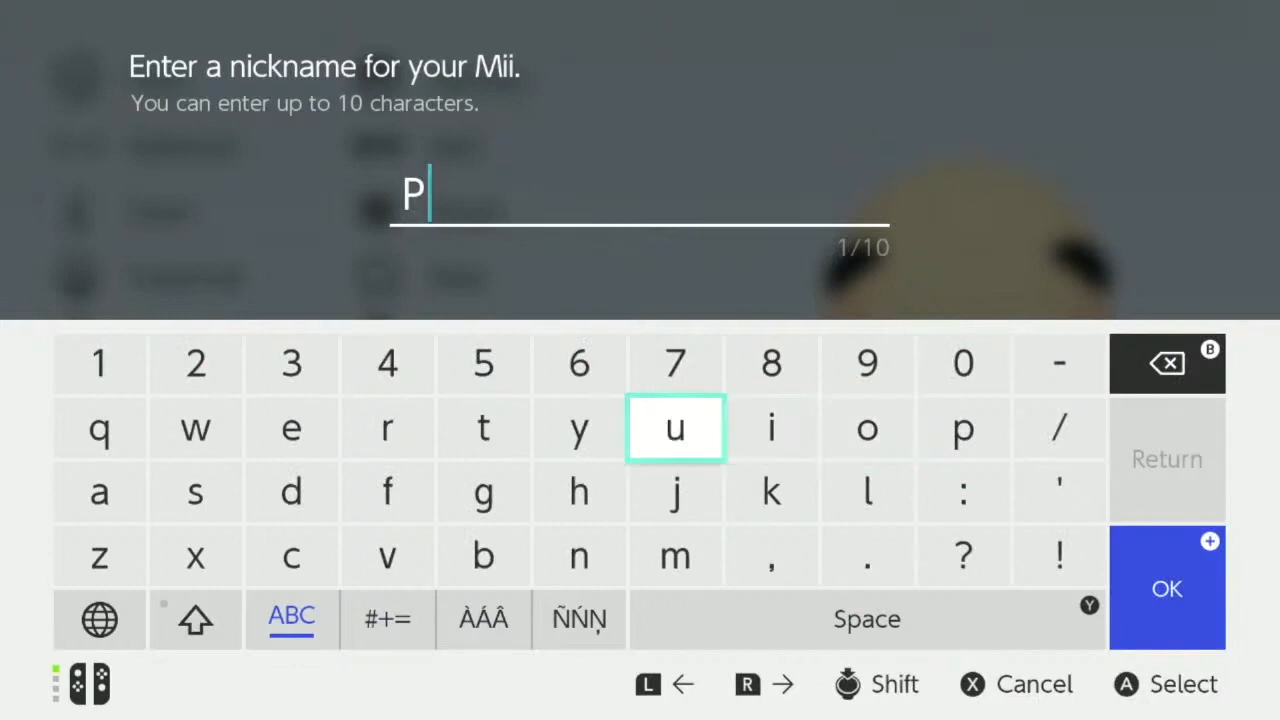 Enter a nickname for your Mii.
You can enter up to 10 characters.
P
1/10
1 2 3 4 5 6 7 8 9 0 - B
q w e r t y u i o p /
Return
a s d f g h j k l : '
z x c v b n m , . ? ! +
OK
ABC #+= ÀÁÂ ÑŃŅ Space Y
L ← R → Shift X Cancel A Select